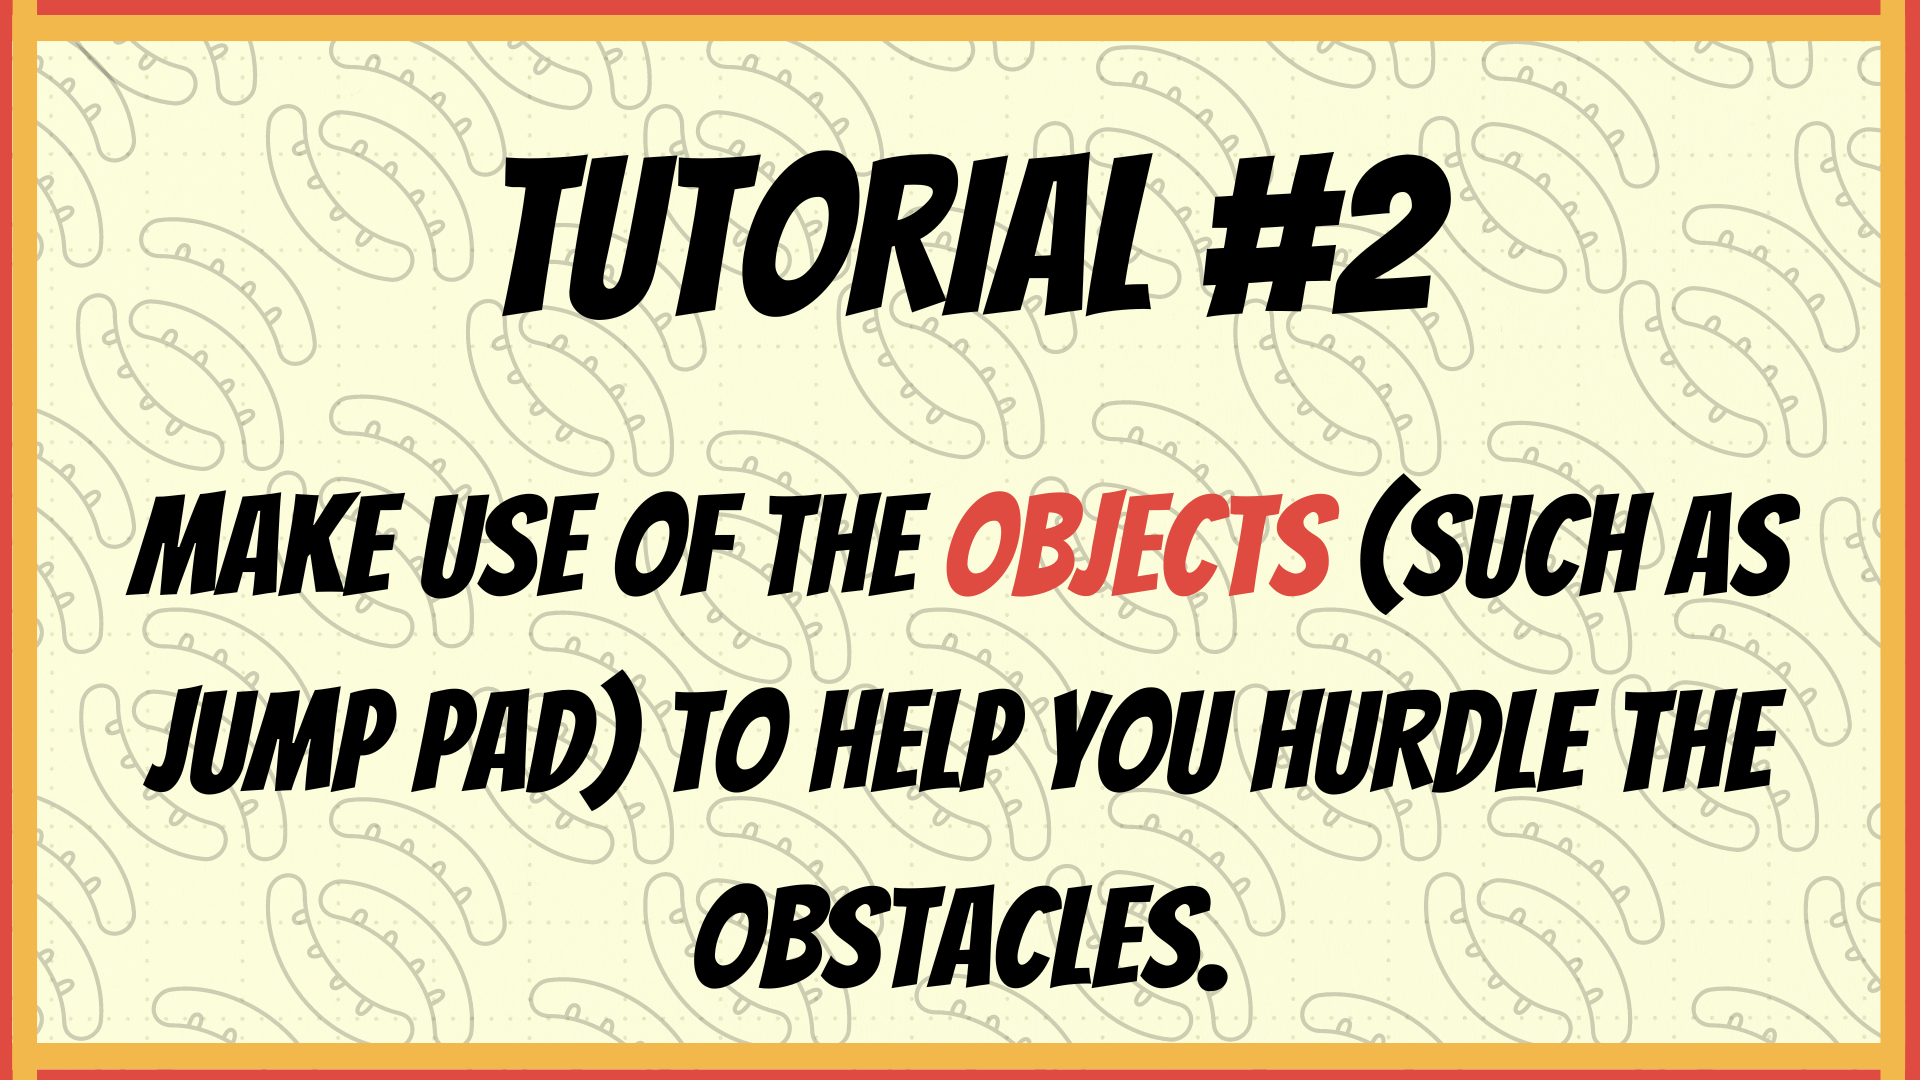 TUTORIAL #2
MAKE USE OF THE OBJECTS (SUCH AS
JUMP PAD) TO HELP YOU HURDLE THE
OBSTACLES.